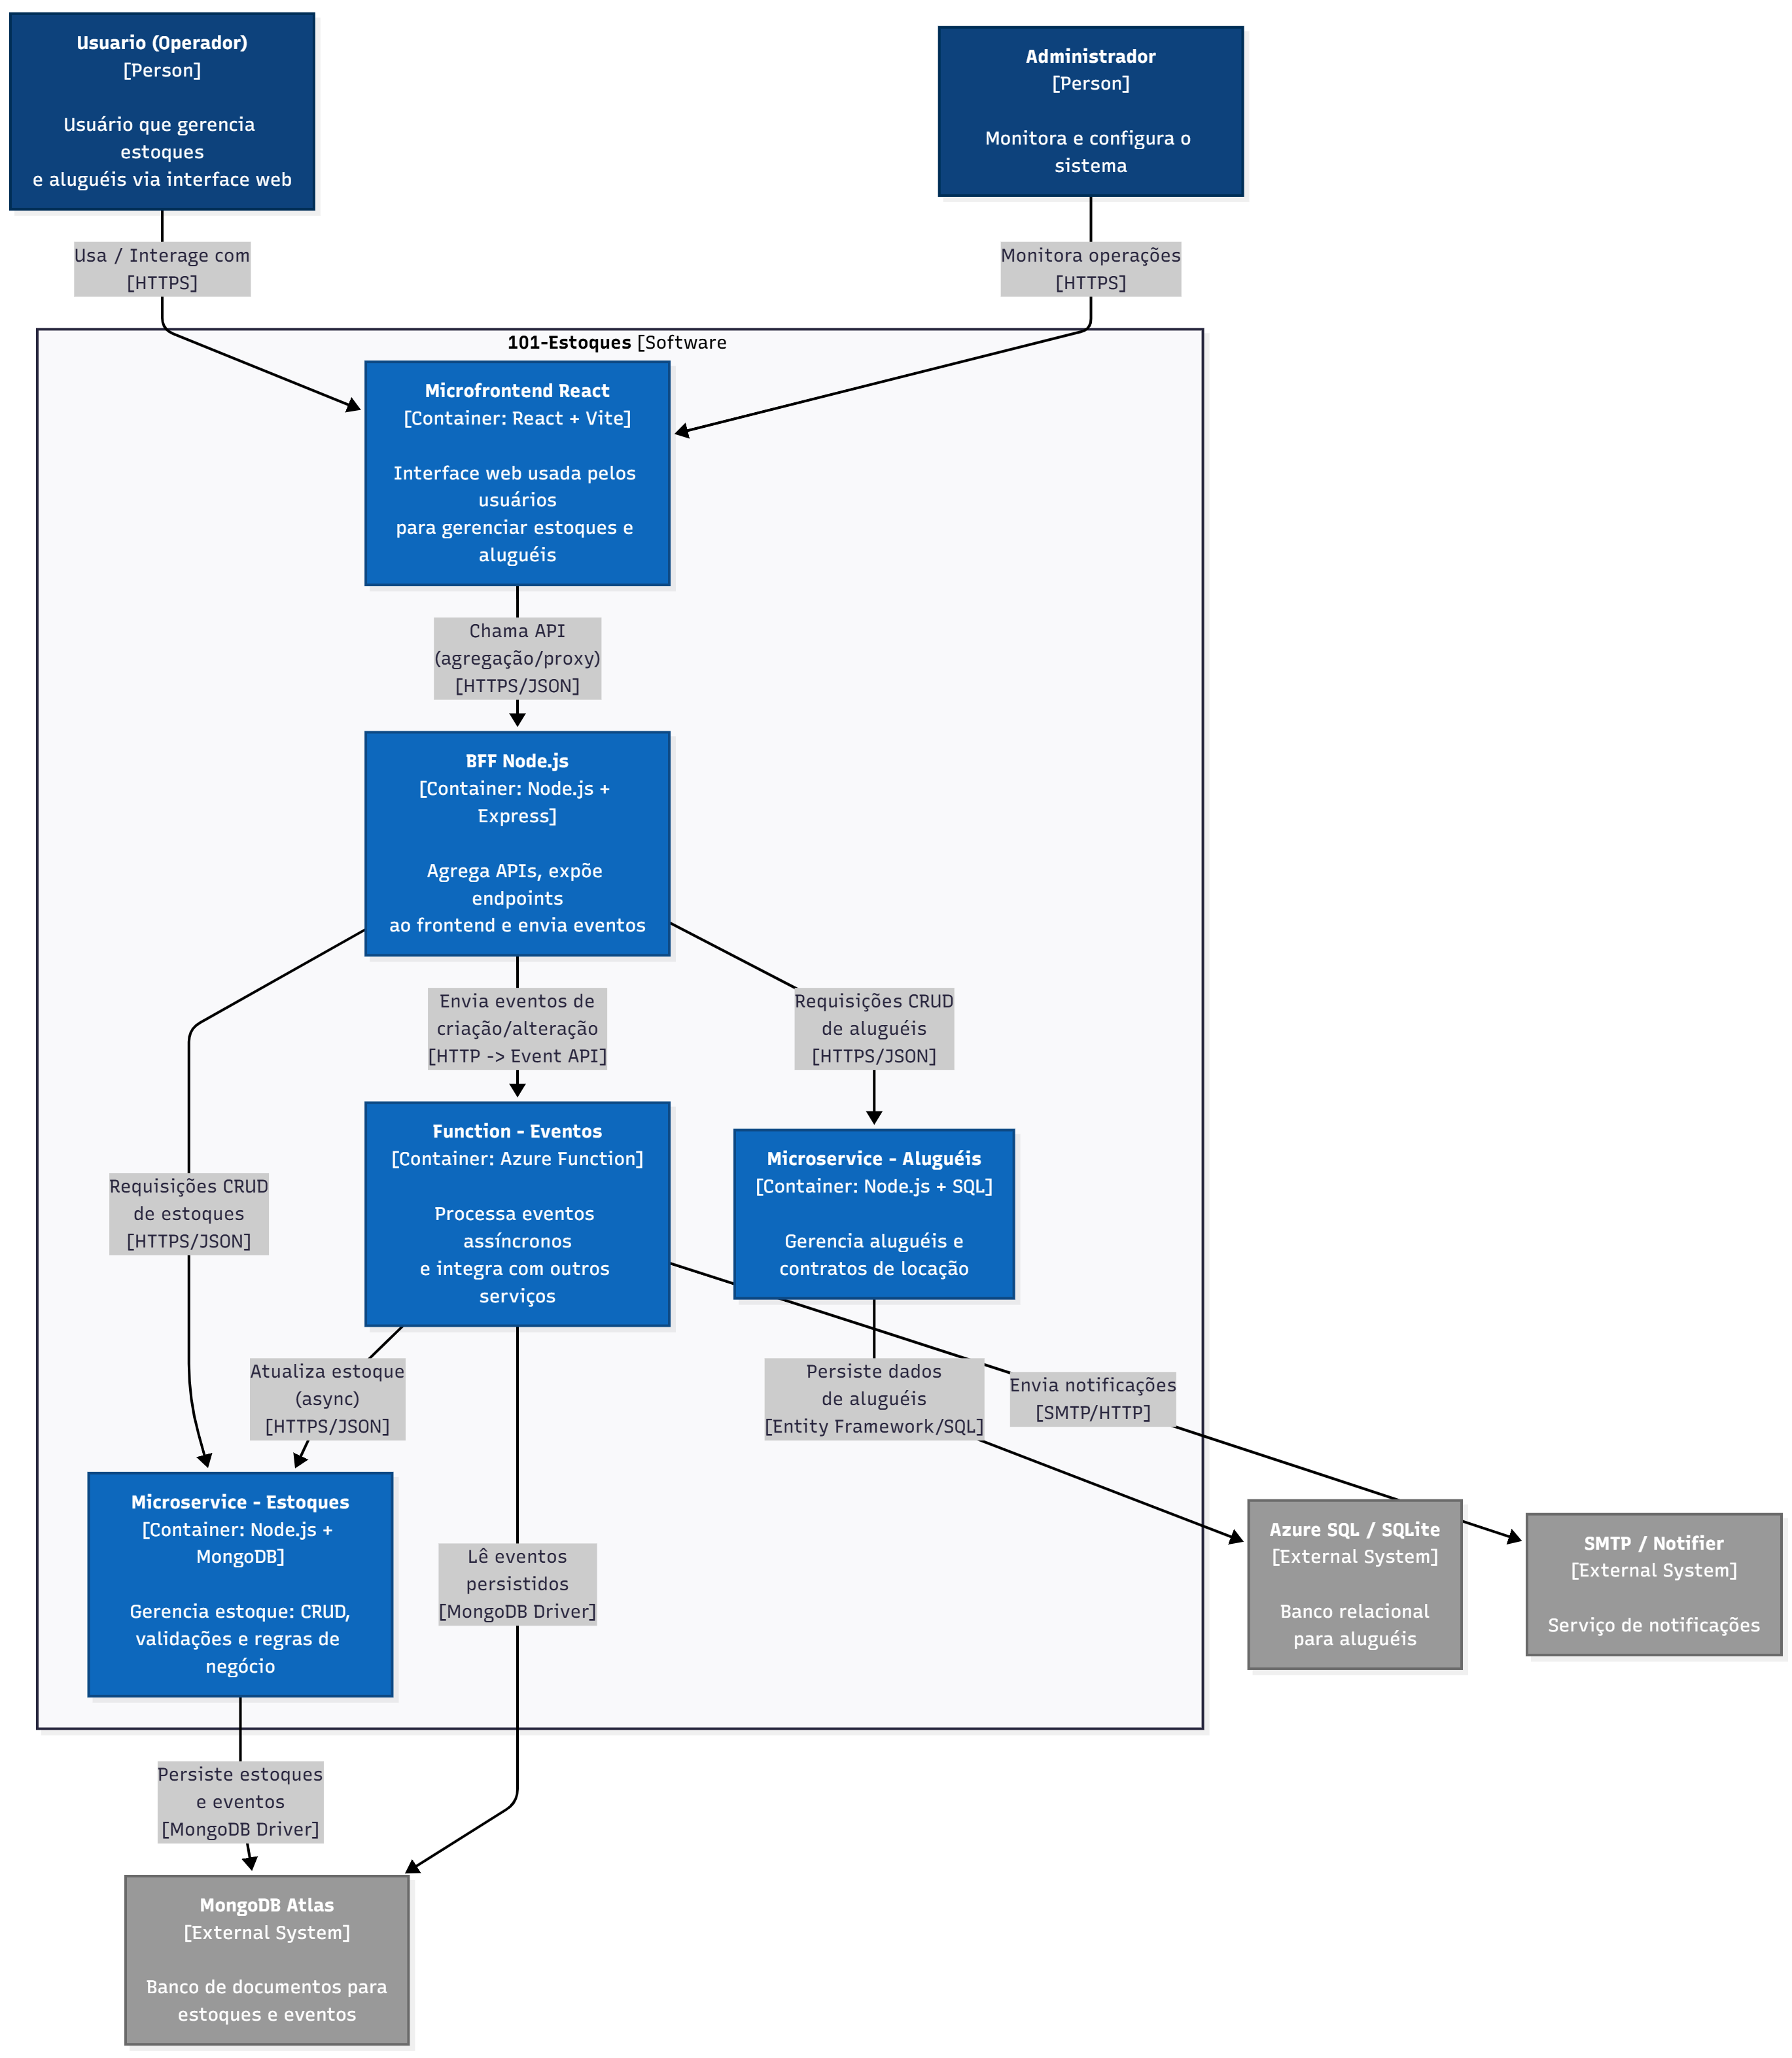 Usuario (Operador)
[Person]
Usuário que gerencia
estoques
e aluguéis via interface web
Administrador
[Person]
Monitora e configura o
sistema
Usa / Interage com
[HTTPS]
Monitora operações
[HTTPS]
101-Estoques [Software
Microfrontend React
[Container: React + Vite]
Interface web usada pelos
usuários
para gerenciar estoques e
aluguéis
Chama API
(agregação/proxy)
[HTTPS/JSON]
BFF Node.js
[Container: Node.js +
Express]
Agrega APIs, expõe
endpoints
ao frontend e envia eventos
Envia eventos de
criação/alteração
[HTTP -> Event API]
Requisições CRUD
de aluguéis
[HTTPS/JSON]
Requisições CRUD
de estoques
[HTTPS/JSON]
Function - Eventos
[Container: Azure Function]
Processa eventos
assíncronos
e integra com outros
serviços
Microservice - Aluguéis
[Container: Node.js + SQL]
Gerencia aluguéis e
contratos de locação
Atualiza estoque
(async)
[HTTPS/JSON]
Persiste dados
de aluguéis
[Entity Framework/SQL]
Envia notificações
[SMTP/HTTP]
Microservice - Estoques
[Container: Node.js +
MongoDB]
Gerencia estoque: CRUD,
validações e regras de
negócio
Lê eventos
persistidos
[MongoDB Driver]
Azure SQL / SQLite
[External System]
Banco relacional
para aluguéis
SMTP / Notifier
[External System]
Serviço de notificações
Persiste estoques
e eventos
[MongoDB Driver]
MongoDB Atlas
[External System]
Banco de documentos para
estoques e eventos